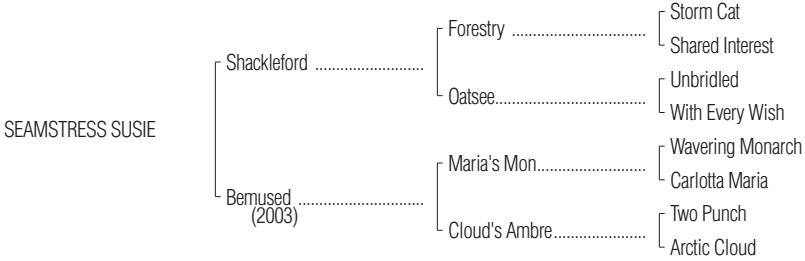 Storm Cat
Forestry ................................
Shared Interest
Shackleford ..........................
Unbridled
Oatsee....................................
With Every Wish
SEAMSTRESS SUSIE
Wavering Monarch
Maria's Mon..........................
Carlotta Maria
Bemused ..............................
(2003)
Two Punch
Cloud's Ambre......................
Arctic Cloud